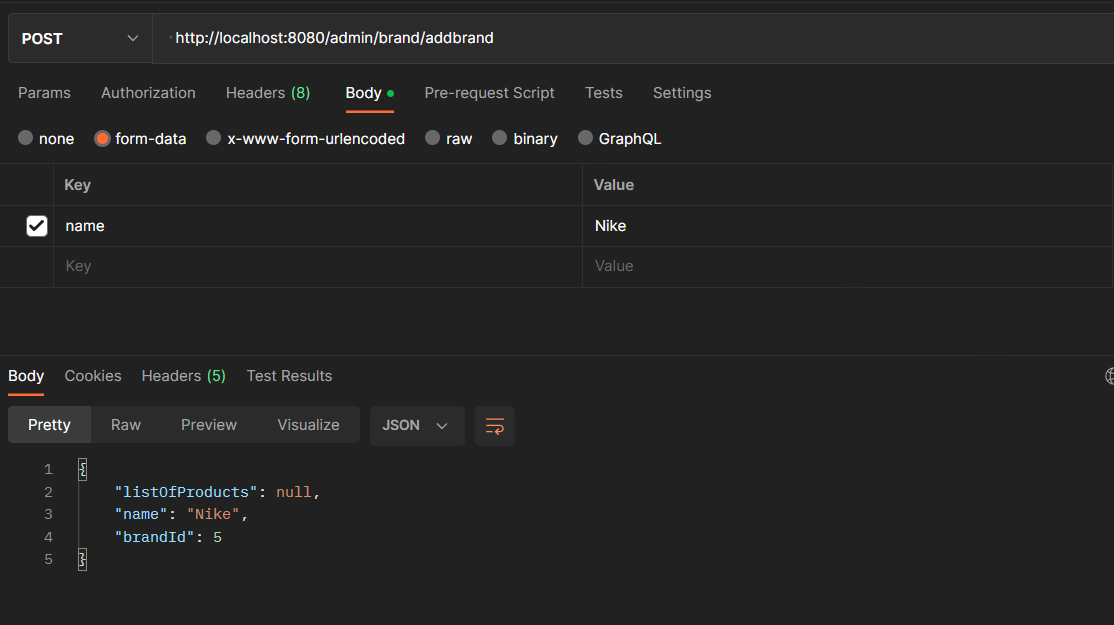 POST http://localhost:8080/admin/brand/addbrand
Params Authorization Headers (8) Body Pre-request Script Tests Settings
none form-data x-www-form-urlencoded raw binary GraphQL
Key Value
name Nike
Key Value
Body Cookies Headers (5) Test Results
Pretty Raw Preview Visualize JSON
1 {
2 "listOfProducts": null,
3 "name": "Nike",
4 "brandId": 5
5 }